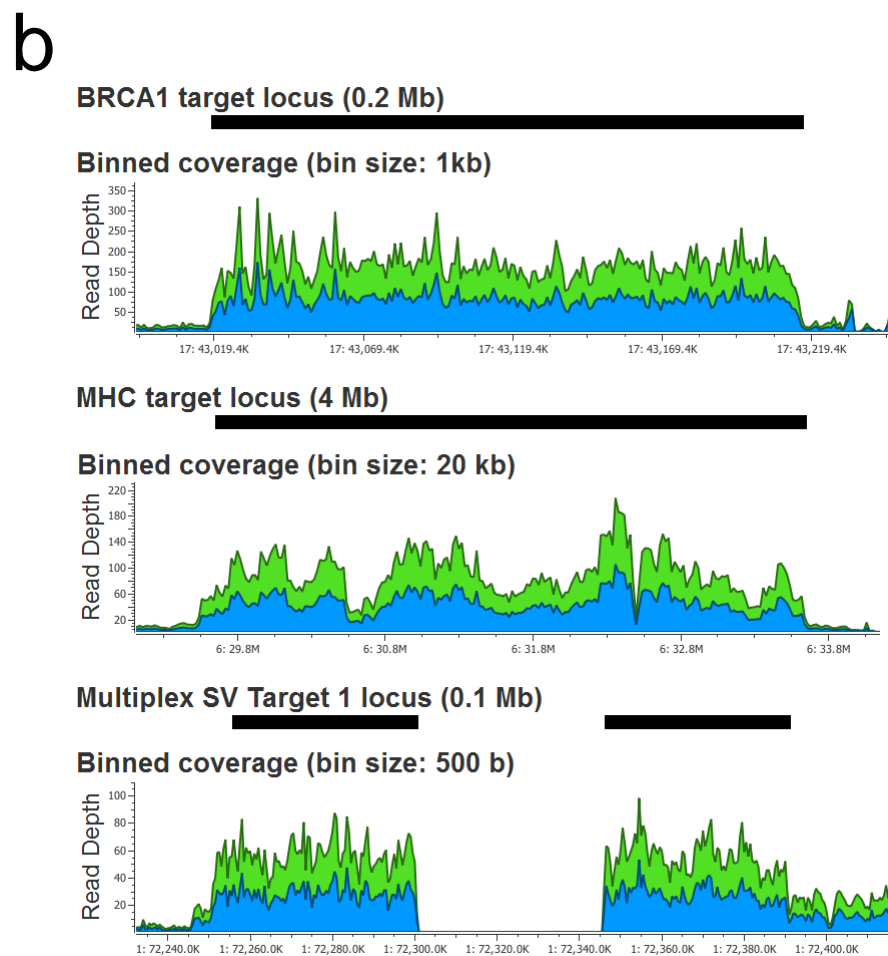 b
BRCA1 target locus (0.2 Mb)
Binned coverage (bin size: 1kb)
Read Depth
350
300
250
200
150
100
50
17: 43,019.4K 17: 43,069.4K 17: 43,119.4K 17: 43,169.4K 17: 43,219.4K
MHC target locus (4 Mb)
Binned coverage (bin size: 20 kb)
Read Depth
220
180
140
100
60
20
6: 29.8M 6: 30.8M 6: 31.8M 6: 32.8M 6: 33.8M
Multiplex SV Target 1 locus (0.1 Mb)
Binned coverage (bin size: 500 b)
Read Depth
100
80
60
40
20
1: 72,240.0K 1: 72,260.0K 1: 72,280.0K 1: 72,300.0K 1: 72,320.0K 1: 72,340.0K 1: 72,360.0K 1: 72,380.0K 1: 72,400.0K